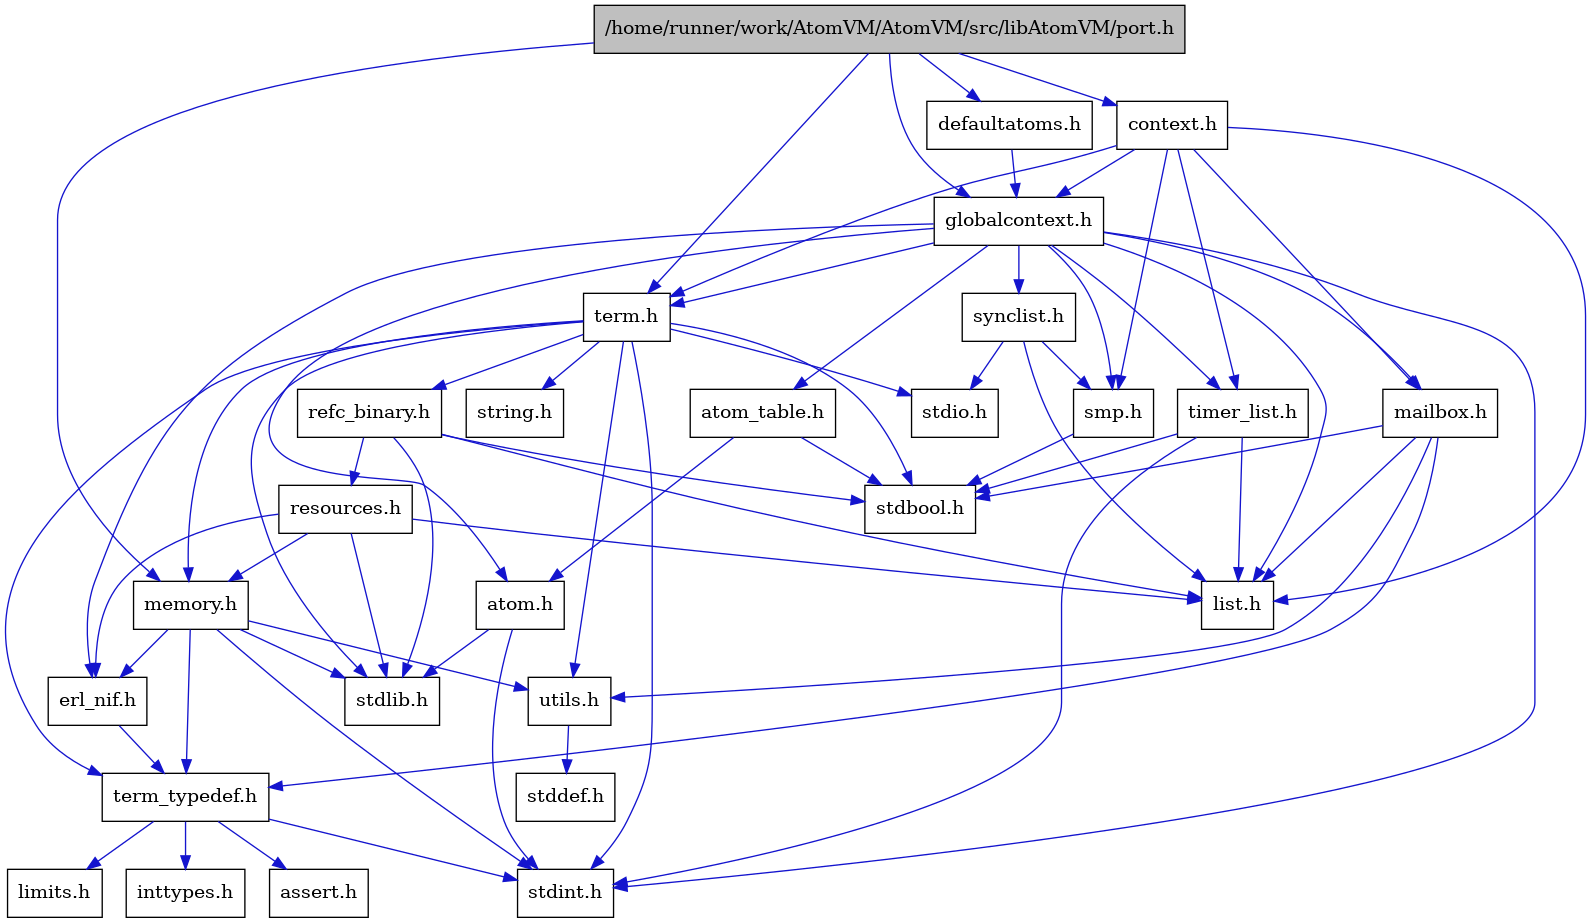 /home/runner/work/AtomVM/AtomVM/src/libAtomVM/port.h
defaultatoms.h
context.h
globalcontext.h
term.h
synclist.h
refc_binary.h
string.h
atom_table.h
stdio.h
smp.h
timer_list.h
mailbox.h
resources.h
stdbool.h
memory.h
atom.h
list.h
erl_nif.h
stdlib.h
utils.h
term_typedef.h
stddef.h
limits.h
inttypes.h
assert.h
stdint.h